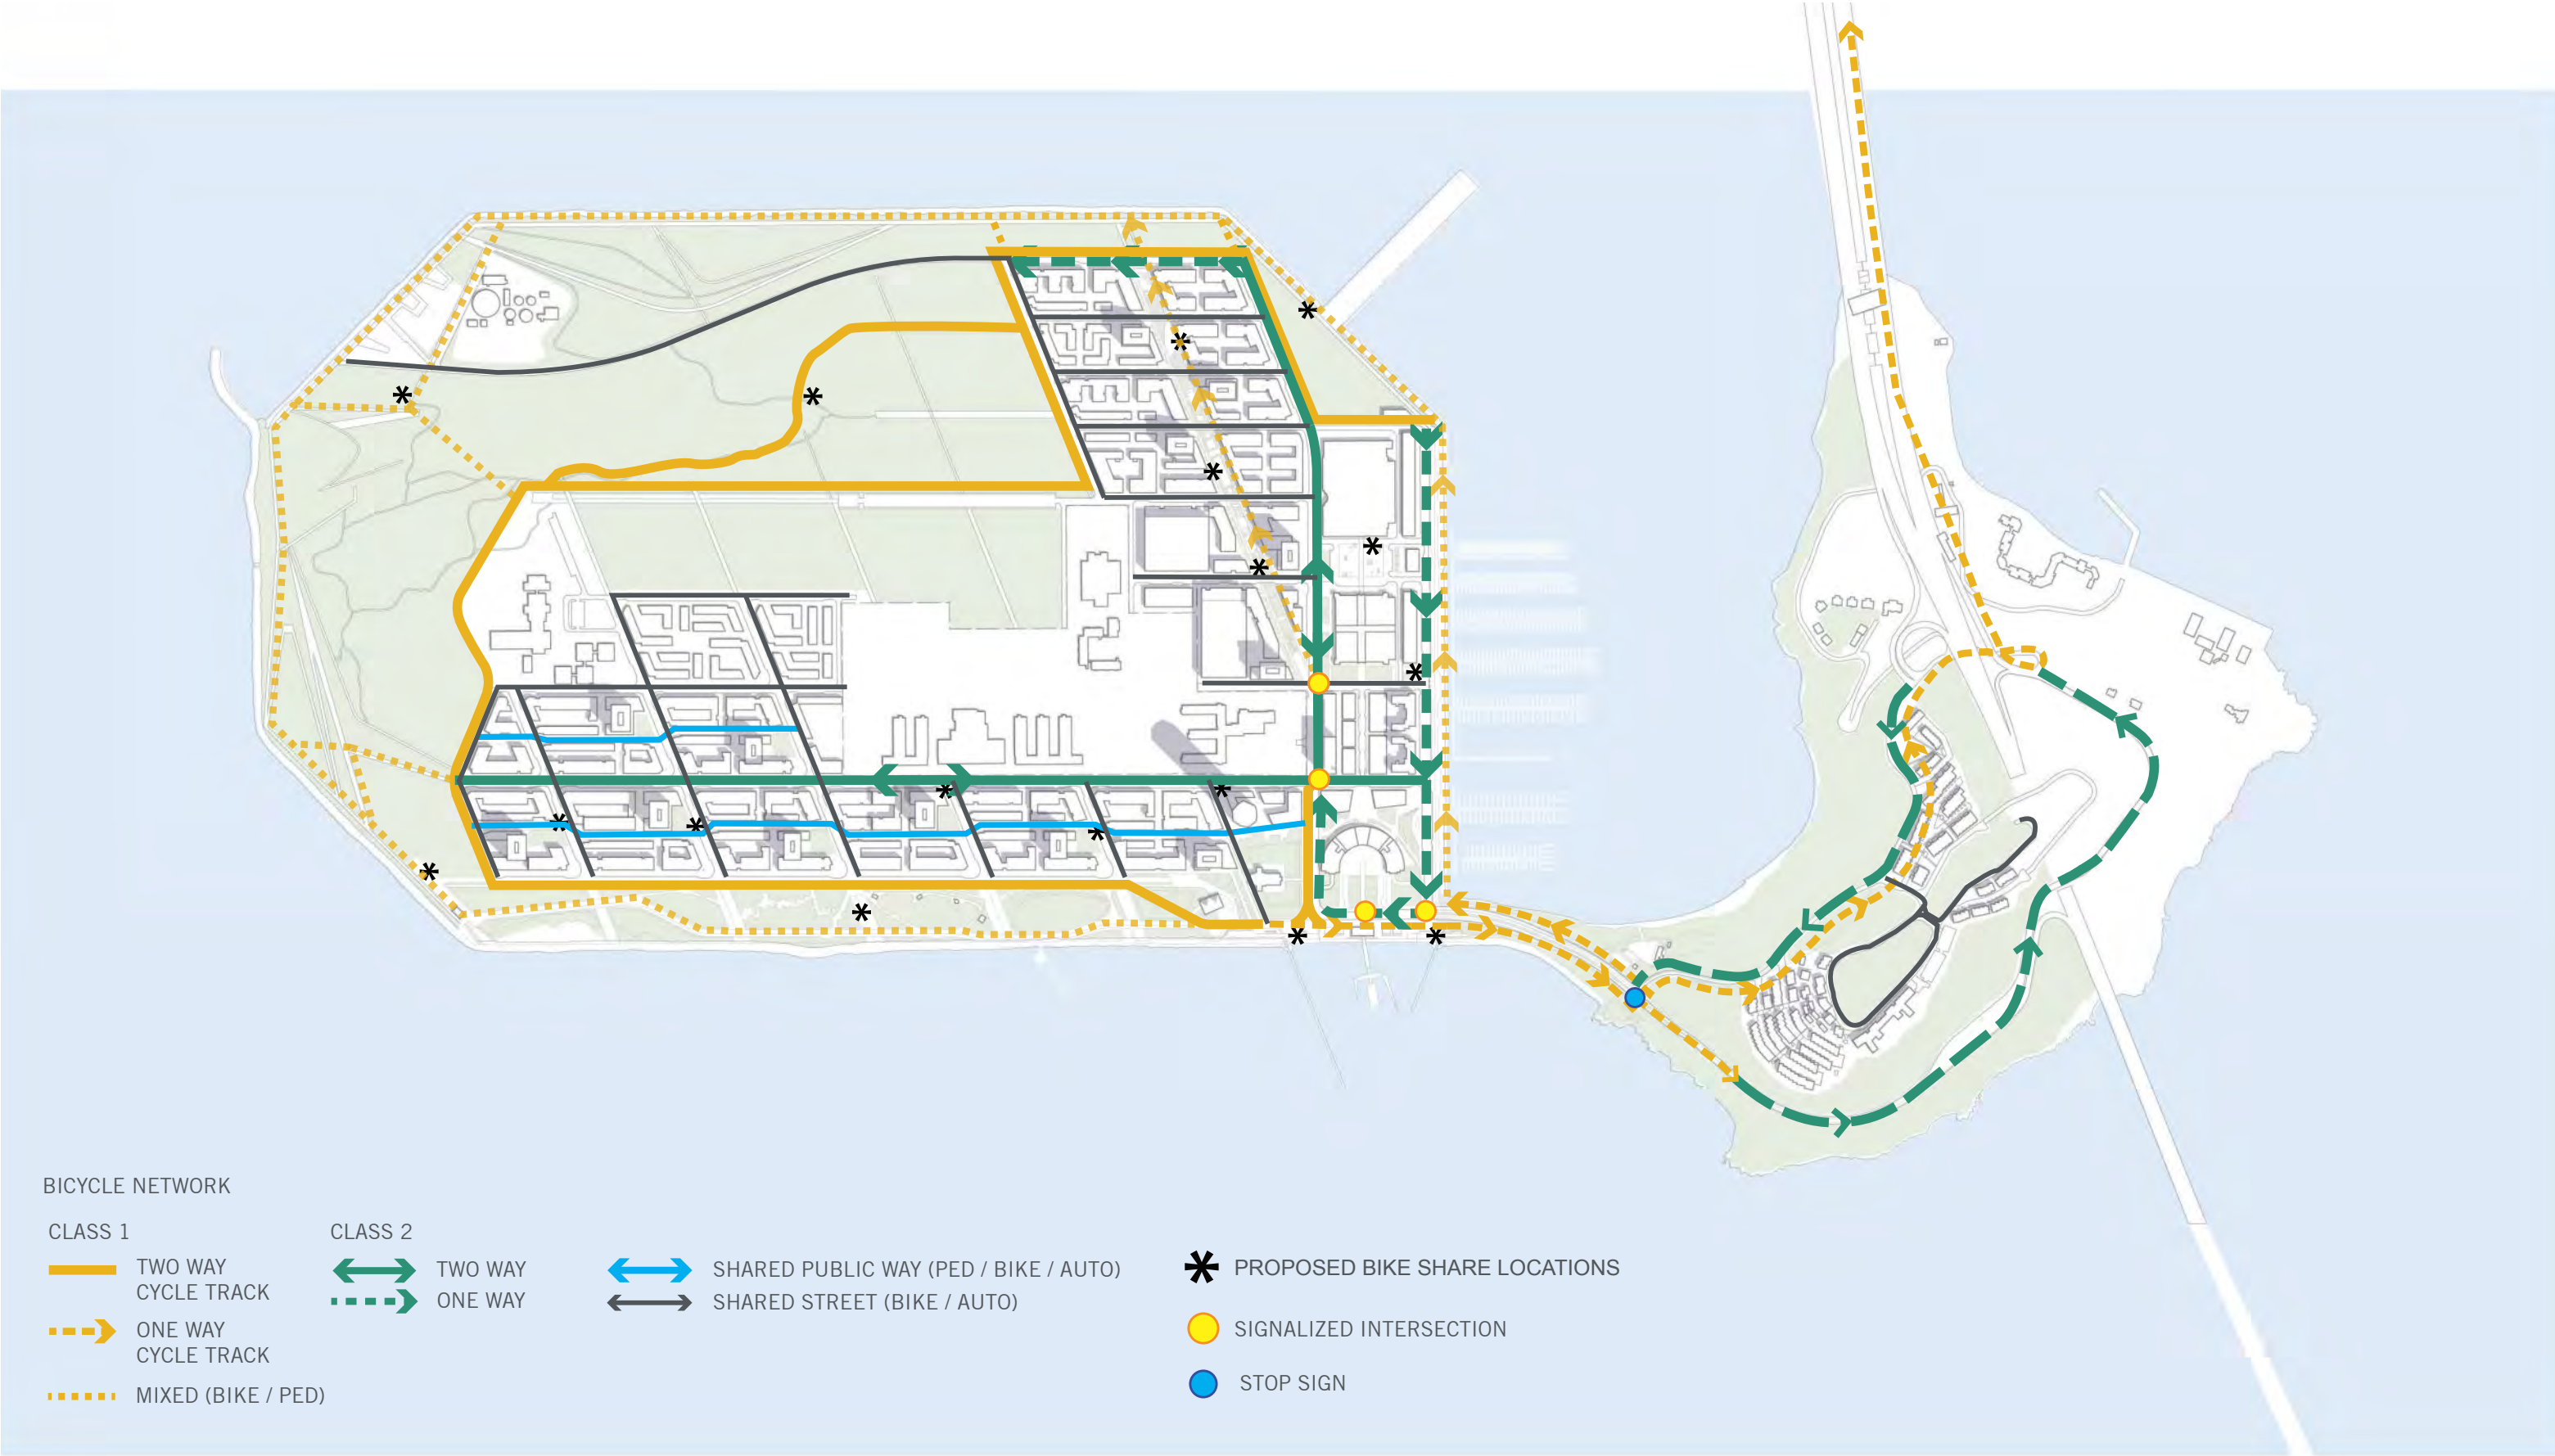 BICYCLE NETWORK
CLASS 1
TWO WAY
CYCLE TRACK
ONE WAY
CYCLE TRACK
MIXED (BIKE / PED)
CLASS 2
TWO WAY
ONE WAY
SHARED PUBLIC WAY (PED / BIKE / AUTO)
SHARED STREET (BIKE / AUTO)
PROPOSED BIKE SHARE LOCATIONS
SIGNALIZED INTERSECTION
STOP SIGN